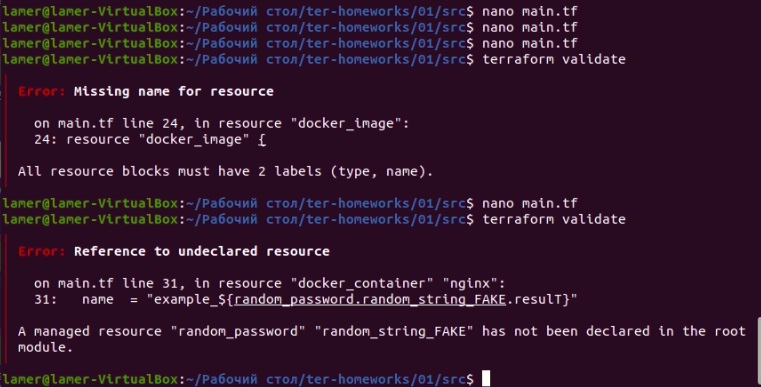 lamer@lamer-VirtualBox:~/Рабочий стол/ter-homeworks/01/src$ nano main.tf
lamer@lamer-VirtualBox:~/Рабочий стол/ter-homeworks/01/src$ nano main.tf
lamer@lamer-VirtualBox:~/Рабочий стол/ter-homeworks/01/src$ nano main.tf
lamer@lamer-VirtualBox:~/Рабочий стол/ter-homeworks/01/src$ terraform validate
Error: Missing name for resource
on main.tf line 24, in resource "docker_image":
24: resource "docker_image" {
All resource blocks must have 2 labels (type, name).
lamer@lamer-VirtualBox:~/Рабочий стол/ter-homeworks/01/src$ nano main.tf
lamer@lamer-VirtualBox:~/Рабочий стол/ter-homeworks/01/src$ terraform validate
Error: Reference to undeclared resource
on main.tf line 31, in resource "docker_container" "nginx":
31:   name  = "example_${random_password.random_string_FAKE.resulT}"
A managed resource "random_password" "random_string_FAKE" has not been declared in the root
module.
lamer@lamer-VirtualBox:~/Рабочий стол/ter-homeworks/01/src$